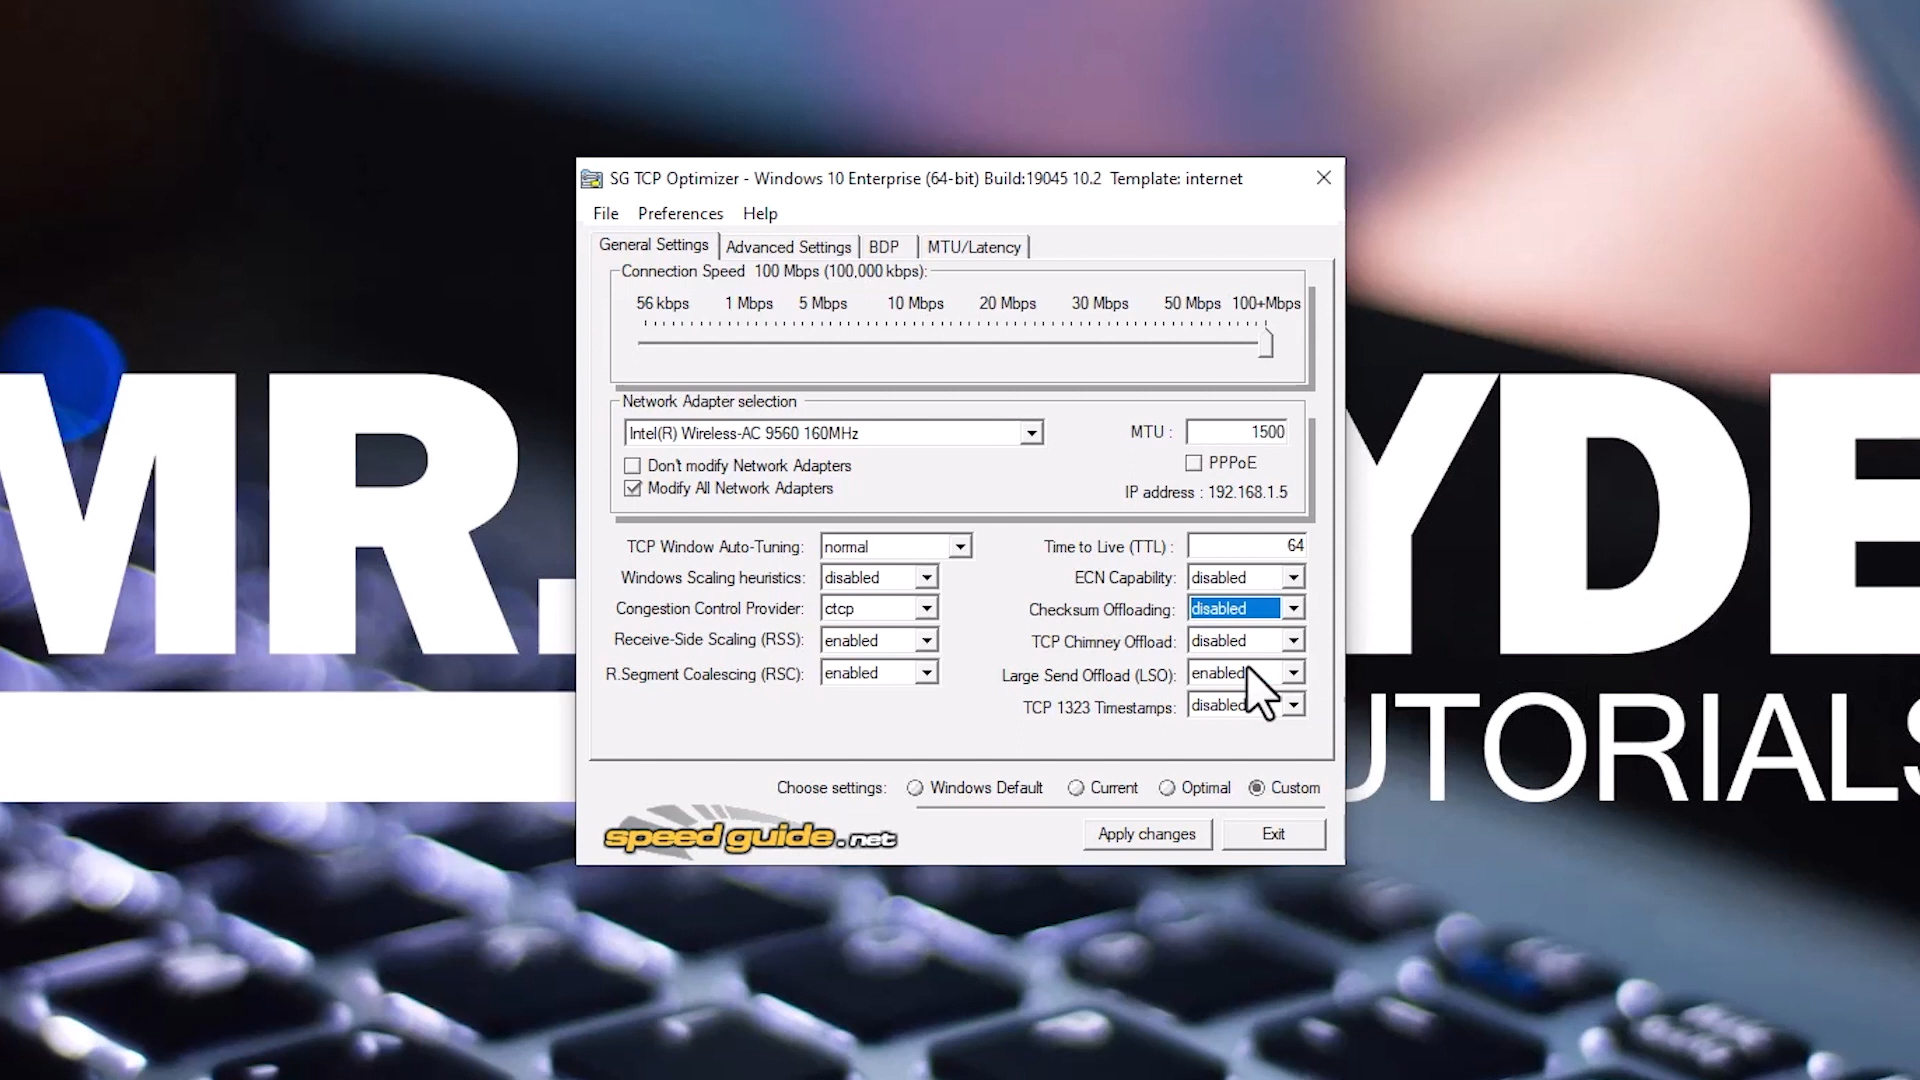 SG TCP Optimizer - Windows 10 Enterprise (64-bit) Build:19045 10.2 Template: internet
File Preferences Help
General Settings Advanced Settings BDP MTU/Latency
Connection Speed 100 Mbps (100,000 kbps):
56 kbps 1 Mbps 5 Mbps 10 Mbps 20 Mbps 30 Mbps 50 Mbps 100+Mbps
Network Adapter selection
Intel(R) Wireless-AC 9560 160MHz MTU : 1500
Don't modify Network Adapters PPPoE
Modify All Network Adapters IP address : 192.168.1.5
TCP Window Auto-Tuning: normal Time to Live (TTL) : 64
Windows Scaling heuristics: disabled ECN Capability: disabled
Congestion Control Provider: ctcp Checksum Offloading: disabled
Receive-Side Scaling (RSS): enabled TCP Chimney Offload: disabled
R.Segment Coalescing (RSC): enabled Large Send Offload (LSO): enabled
TCP 1323 Timestamps: disabled
Choose settings: Windows Default Current Optimal Custom
speedguide.net Apply changes Exit
MR. YDE
UTORIALS